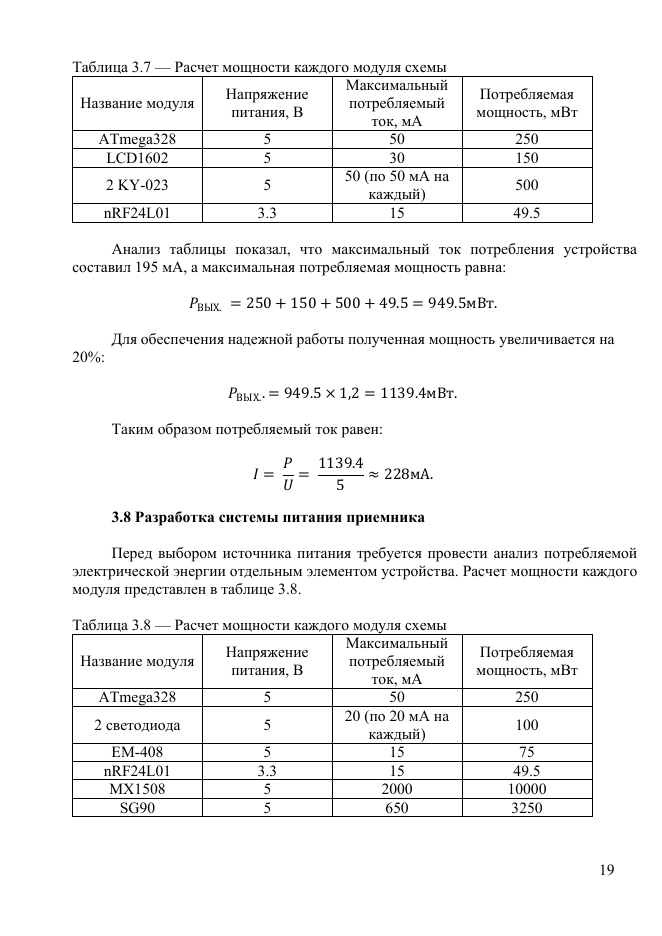 Таблица 3.7 — Расчет мощности каждого модуля схемы
Название модуля
Напряжение
питания, В
Максимальный
потребляемый
ток, мА
Потребляемая
мощность, мВт
ATmega328 5 50 250
LCD1602 5 30 150
2 KY-023 5 50 (по 50 мА на
каждый) 500
nRF24L01 3.3 15 49.5
Анализ таблицы показал, что максимальный ток потребления устройства
составил 195 мА, а максимальная потребляемая мощность равна:
𝑃ВЫХ. = 250 + 150 + 500 + 49.5 = 949.5мВт.
Для обеспечения надежной работы полученная мощность увеличивается на
20%:
𝑃ВЫХ.. = 949.5 × 1,2 = 1139.4мВт.
Таким образом потребляемый ток равен:
𝐼 = 𝑃/𝑈 = 1139.4/5 ≈ 228мА.
3.8 Разработка системы питания приемника
Перед выбором источника питания требуется провести анализ потребляемой
электрической энергии отдельным элементом устройства. Расчет мощности каждого
модуля представлен в таблице 3.8.
Таблица 3.8 — Расчет мощности каждого модуля схемы
Название модуля
Напряжение
питания, В
Максимальный
потребляемый
ток, мА
Потребляемая
мощность, мВт
ATmega328 5 50 250
2 светодиода 5 20 (по 20 мА на
каждый) 100
EM-408 5 15 75
nRF24L01 3.3 15 49.5
MX1508 5 2000 10000
SG90 5 650 3250
19